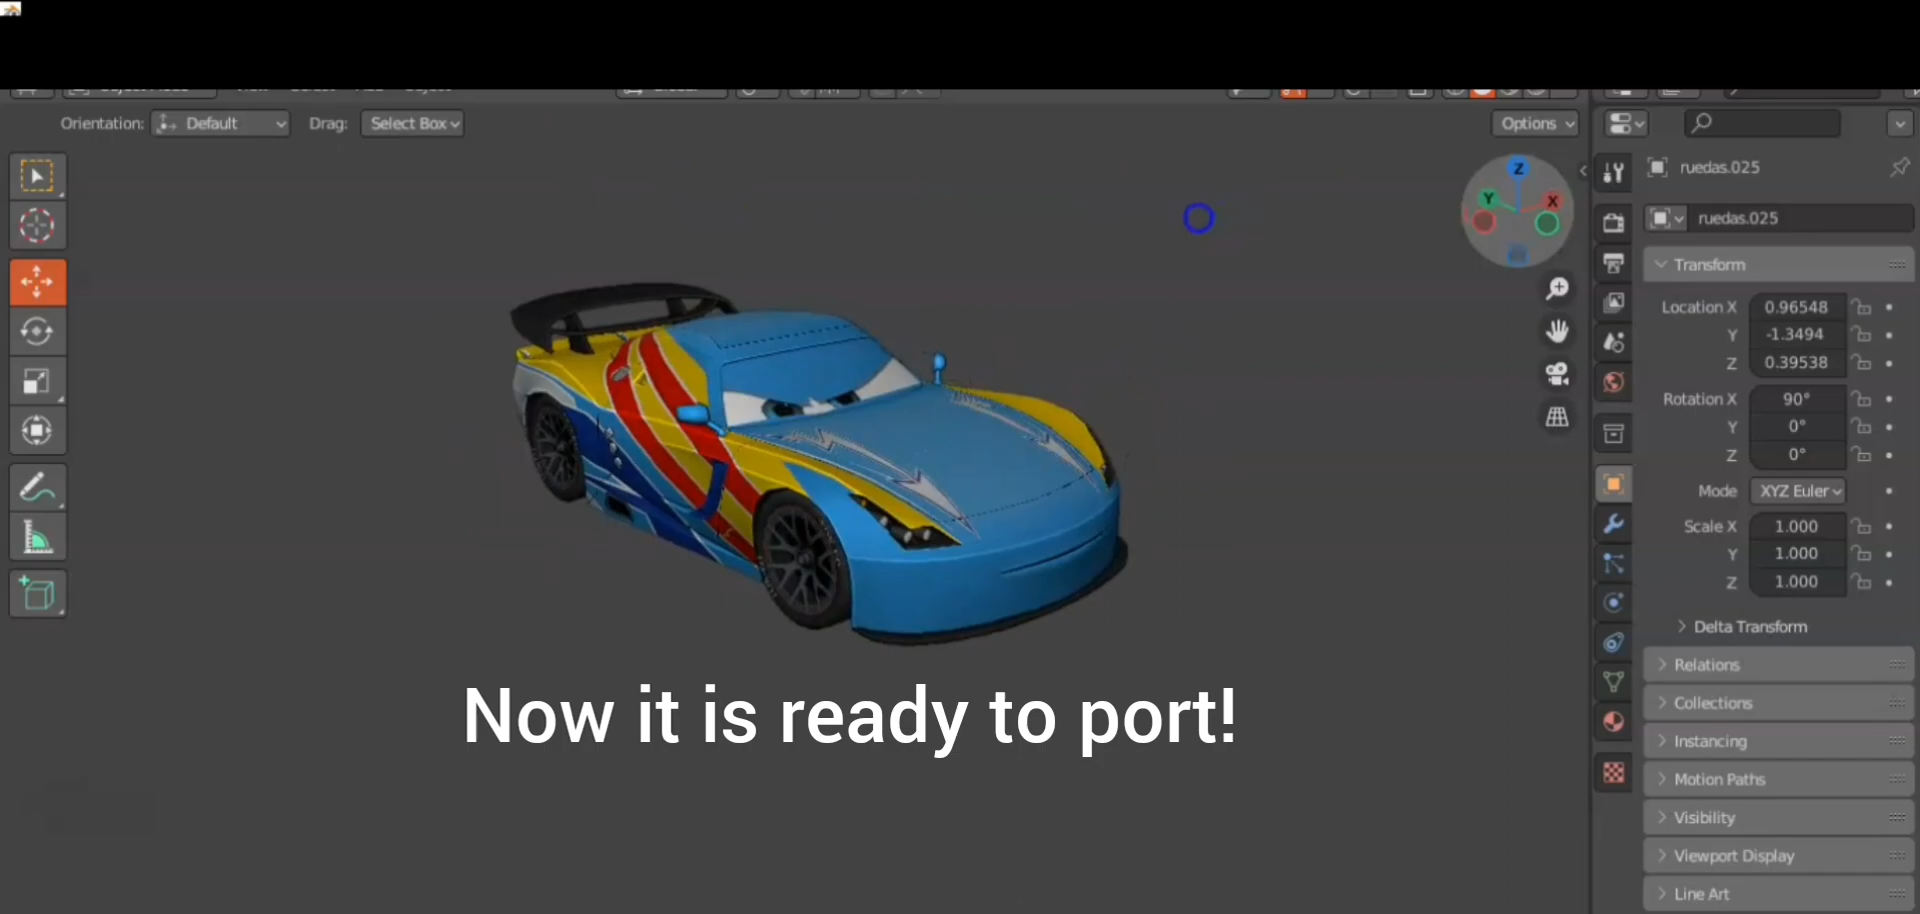 Orientation: Default Drag: Select Box Options
ruedas.025
ruedas.025
Transform
Location X 0.96548
Y -1.3494
Z 0.39538
Rotation X 90°
Y 0°
Z 0°
Mode XYZ Euler
Scale X 1.000
Y 1.000
Z 1.000
Delta Transform
Relations
Collections
Instancing
Motion Paths
Visibility
Viewport Display
Line Art
Z
Y X
Now it is ready to port!